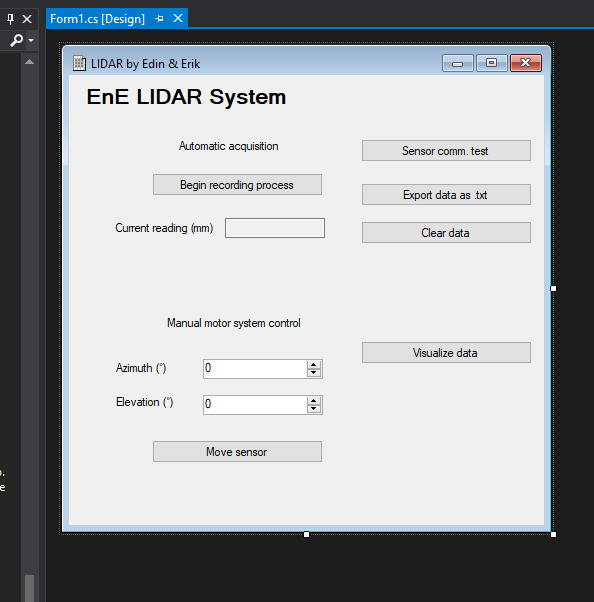 Form1.cs [Design]
LIDAR by Edin & Erik
EnE LIDAR System
Automatic acquisition
Sensor comm. test
Begin recording process
Export data as .txt
Current reading (mm)
Clear data
Manual motor system control
Visualize data
Azimuth (°)
0
Elevation (°)
0
Move sensor